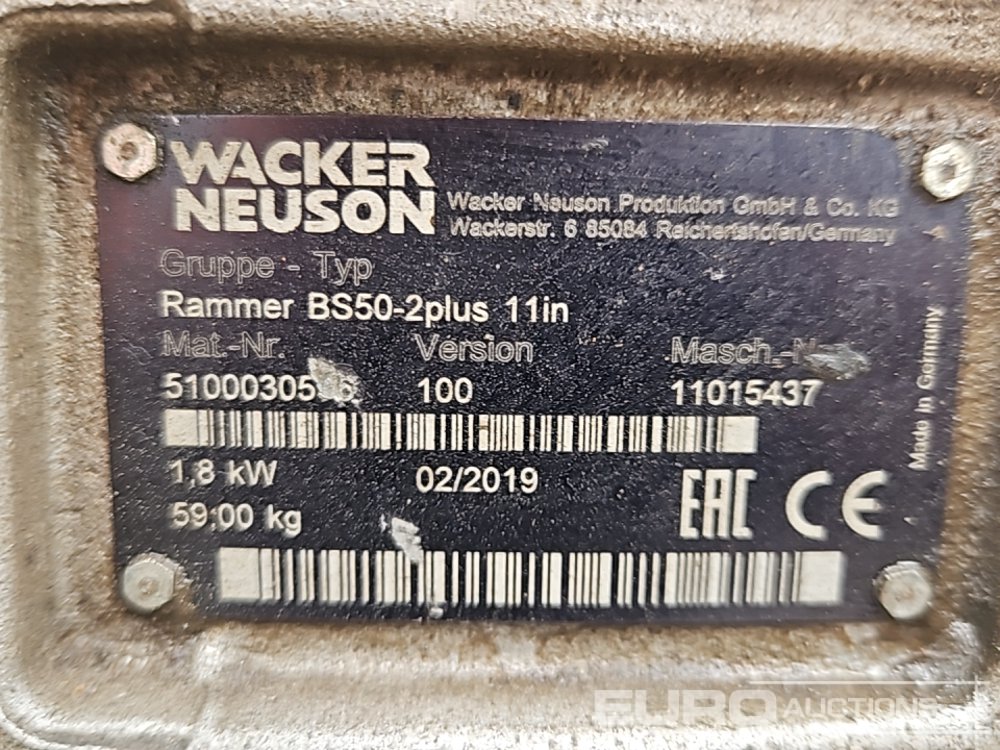 WACKER
NEUSON
Wacker Neuson Produktion GmbH & Co. KG
Wackerstr. 6 85084 Reichertshofen/Germany
Gruppe - Typ
Rammer BS50-2plus 11in
Mat.-Nr. Version
100 11015437
1,8 kW 02/2019
59,00 kg
EAC CE
Made in Germany
EURO AUCTIONS